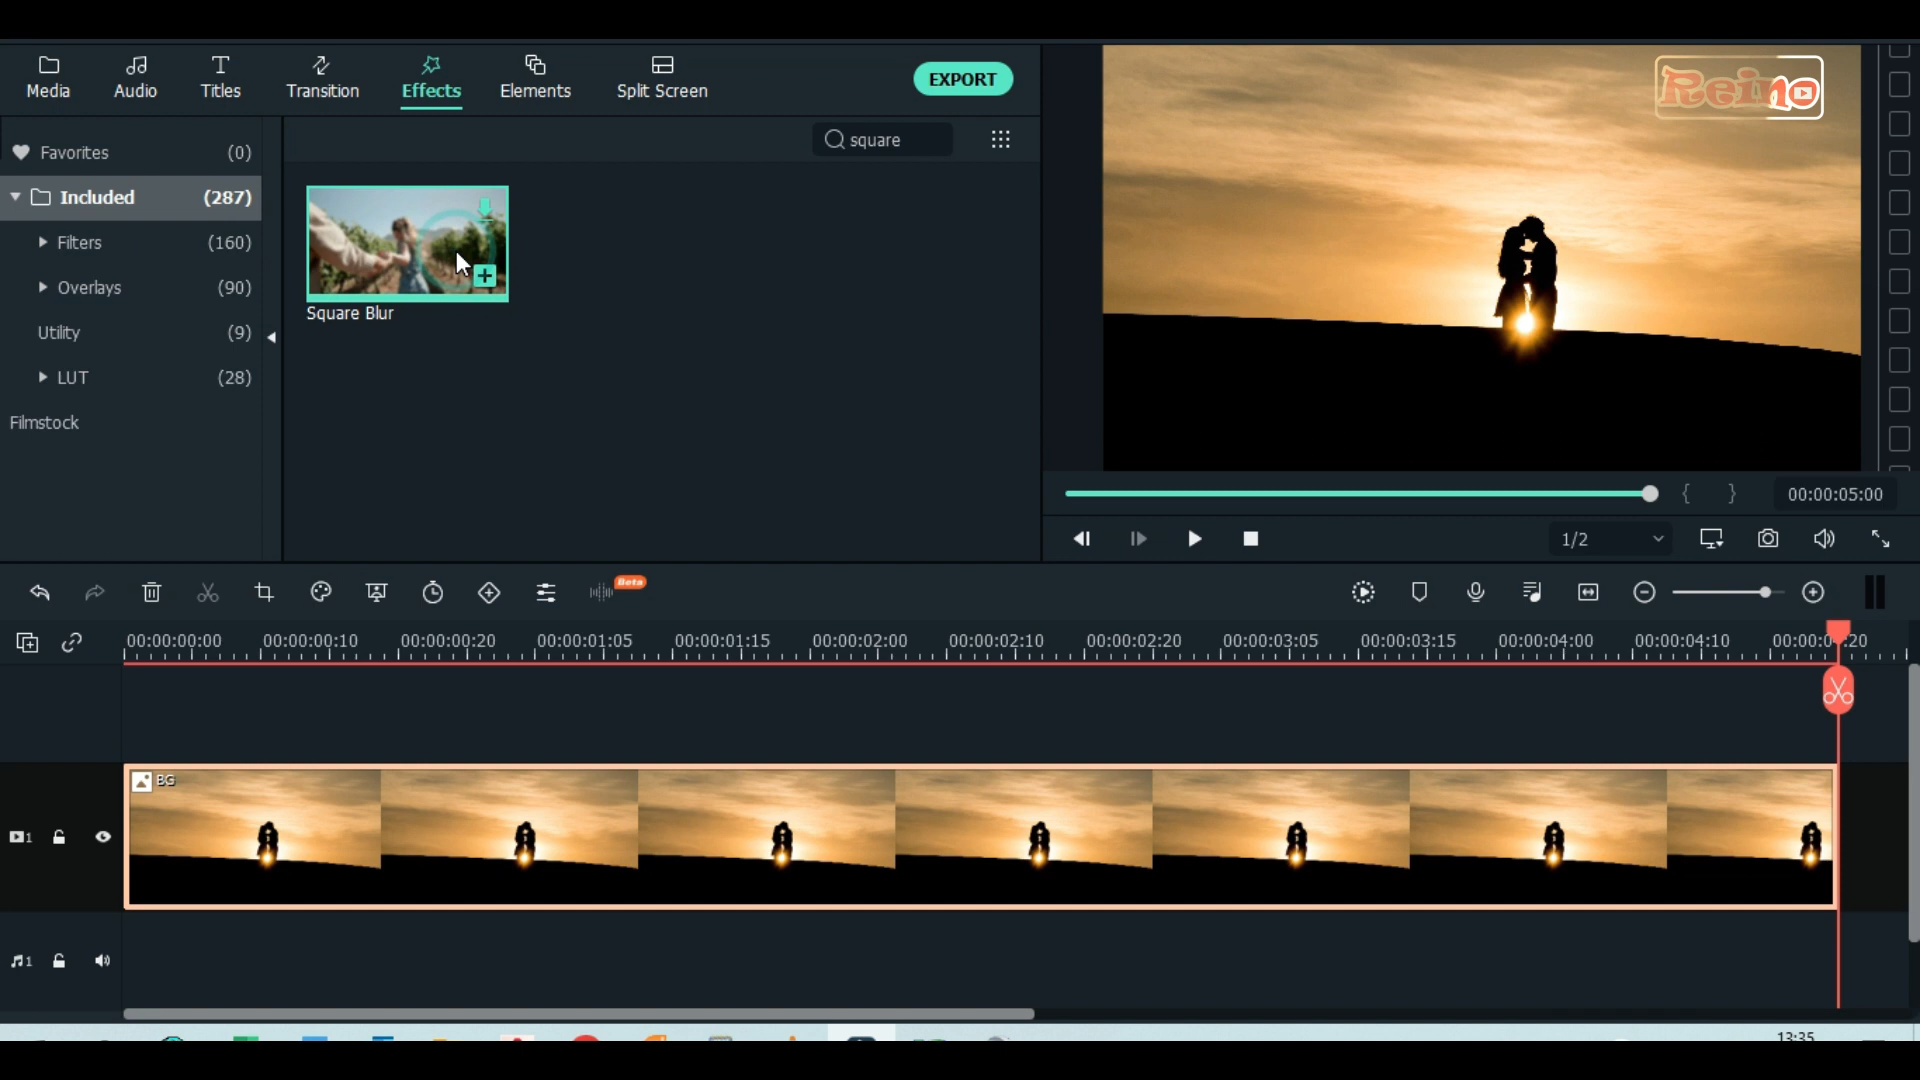 Media
Audio
Titles
Transition
Effects
Elements
Split Screen
EXPORT
Reino
Favorites (0)
Included (287)
Filters (160)
Overlays (90)
Utility (9)
LUT (28)
Filmstock
square
Square Blur
{ } 00:00:05:00
1/2
Beta
00:00:00:00 00:00:00:10 00:00:00:20 00:00:01:05 00:00:01:15 00:00:02:00 00:00:02:10 00:00:02:20 00:00:03:05 00:00:03:15 00:00:04:00 00:00:04:10
BG
1
1
13:35